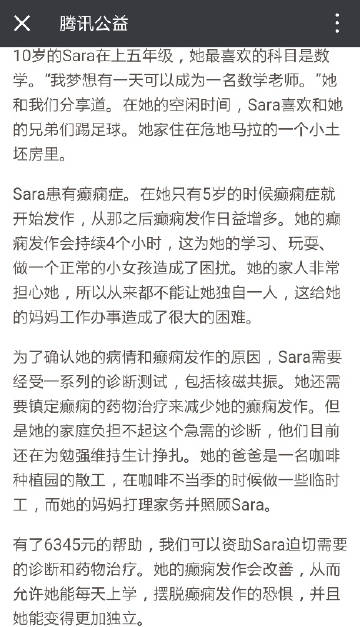 腾讯公益
10岁的Sara在上五年级，她最喜欢的科目是数
学。“我梦想有一天可以成为一名数学老师。”她
和我们分享道。在她的空闲时间，Sara喜欢和她
的兄弟们踢足球。她家住在危地马拉的一个小土
坯房里。
Sara患有癫痫症。在她只有5岁的时候癫痫症就
开始发作，从那之后癫痫发作日益增多。她的癫
痫发作会持续4个小时，这为她的学习、玩耍、
做一个正常的小女孩造成了困扰。她的家人非常
担心她，所以从来都不能让她独自一人，这给她
的妈妈工作办事造成了很大的困难。
为了确认她的病情和癫痫发作的原因，Sara需要
经受一系列的诊断测试，包括核磁共振。她还需
要镇定癫痫的药物治疗来减少她的癫痫发作。但
是她的家庭负担不起这个急需的诊断，他们目前
还在为勉强维持生计挣扎。她的爸爸是一名咖啡
种植园的散工，在咖啡不当季的时候做一些临时
工，而她的妈妈打理家务并照顾Sara。
有了6345元的帮助，我们可以资助Sara迫切需要
的诊断和药物治疗。她的癫痫发作会改善，从而
允许她能每天上学，摆脱癫痫发作的恐惧，并且
她能变得更加独立。